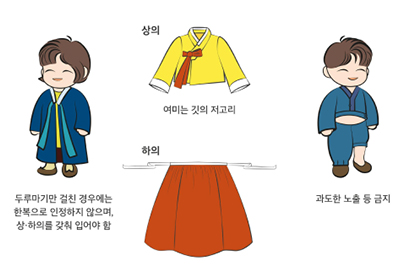 상의
여미는 깃의 저고리
하의
두루마기만 걸친 경우에는
한복으로 인정하지 않으며,
상·하의를 갖춰 입어야 함
과도한 노출 등 금지